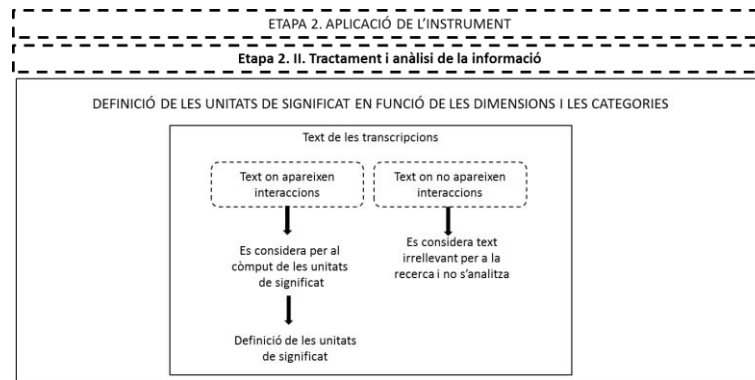 ETAPA 2. APLICACIÓ DE L'INSTRUMENT
Etapa 2. II. Tractament i anàlisi de la informació
DEFINICIÓ DE LES UNITATS DE SIGNIFICAT EN FUNCIÓ DE LES DIMENSIONS I LES CATEGORIES
Text de les transcripcions
Text on apareixen
interaccions
Text on no apareixen
interaccions
Es considera per al
còmput de les unitats
de significat
Es considera text
irrellevant per a la
recerca i no s'analitza
Definició de les unitats
de significat